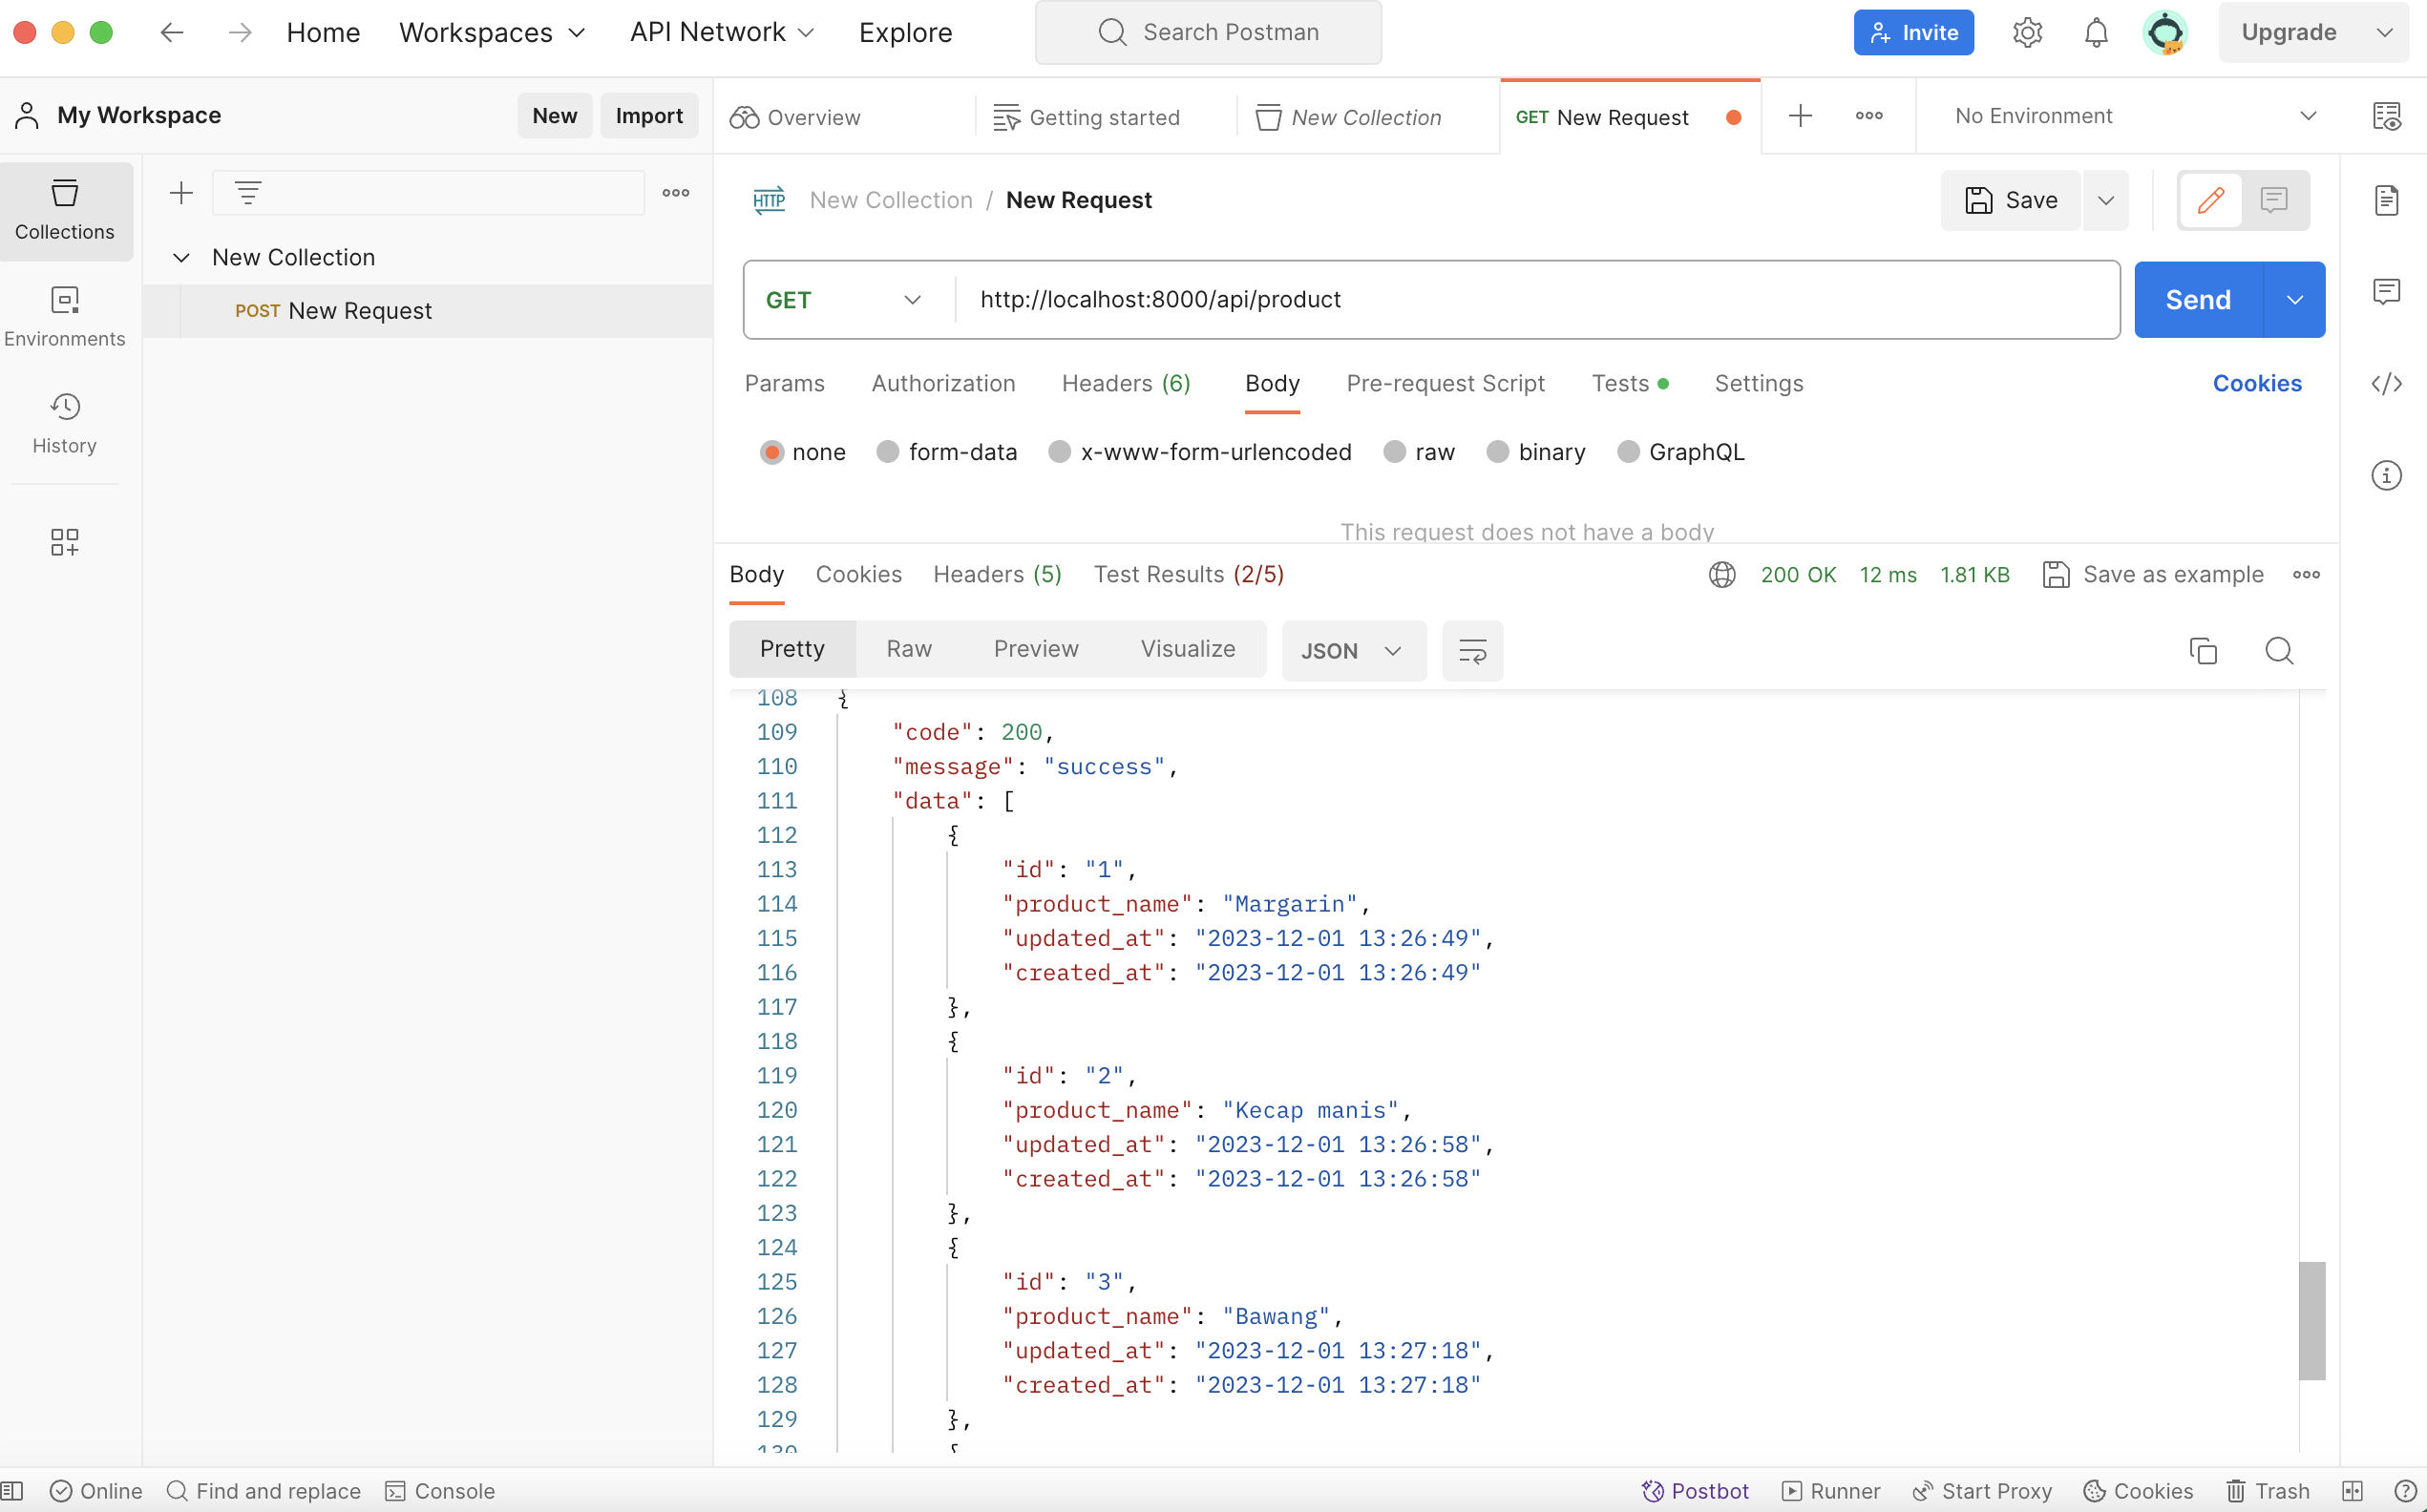 Home Workspaces API Network Explore Search Postman Invite Upgrade
My Workspace New Import Overview Getting started New Collection GET New Request No Environment
Collections
Environments
History
New Collection
POST New Request
HTTP New Collection / New Request Save
GET http://localhost:8000/api/product Send
Params Authorization Headers (6) Body Pre-request Script Tests Settings Cookies
none form-data x-www-form-urlencoded raw binary GraphQL
This request does not have a body
Body Cookies Headers (5) Test Results (2/5) 200 OK 12 ms 1.81 KB Save as example
Pretty Raw Preview Visualize JSON
108 {
109 "code": 200,
110 "message": "success",
111 "data": [
112 {
113 "id": "1",
114 "product_name": "Margarin",
115 "updated_at": "2023-12-01 13:26:49",
116 "created_at": "2023-12-01 13:26:49"
117 },
118 {
119 "id": "2",
120 "product_name": "Kecap manis",
121 "updated_at": "2023-12-01 13:26:58",
122 "created_at": "2023-12-01 13:26:58"
123 },
124 {
125 "id": "3",
126 "product_name": "Bawang",
127 "updated_at": "2023-12-01 13:27:18",
128 "created_at": "2023-12-01 13:27:18"
129 },
130 {
Online Find and replace Console Postbot Runner Start Proxy Cookies Trash